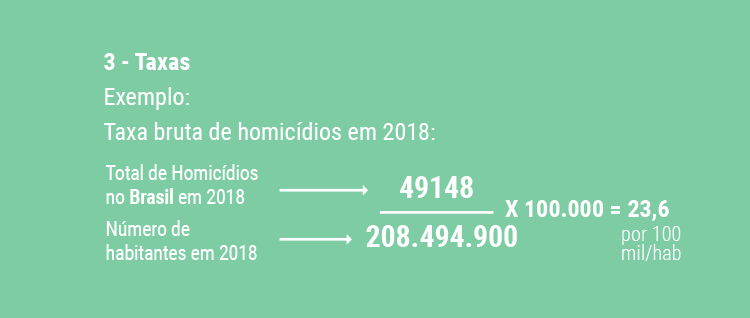 3 - Taxas
Exemplo:
Taxa bruta de homicídios em 2018:
Total de Homicídios
no Brasil em 2018
49148
X 100.000 = 23,6
Número de
habitantes em 2018
208.494.900
por 100
mil/hab